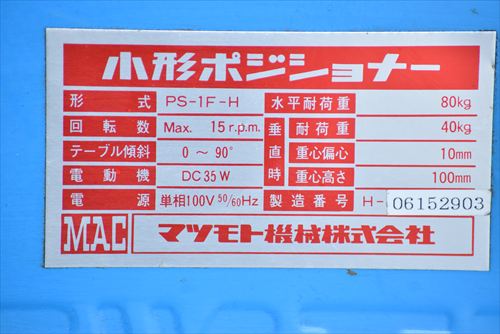 小形ポジショナー
形式 PS-1F-H 水平耐荷重 80kg
回転数 Max. 15 r.p.m. 垂直時 耐荷重 40kg
テーブル傾斜 0～90° 重心偏心 10mm
電動機 DC35W 重心高さ 100mm
電源 単相100V 50/60Hz 製造番号 H-06152903
MAC マツモト機械株式会社